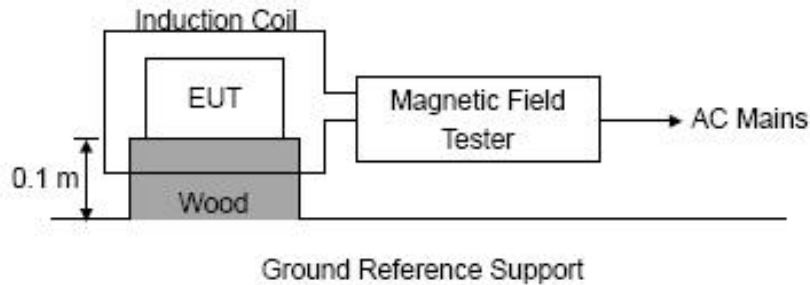 Induction Coil
EUT
Magnetic Field
Tester
AC Mains
0.1 m
Wood
Ground Reference Support